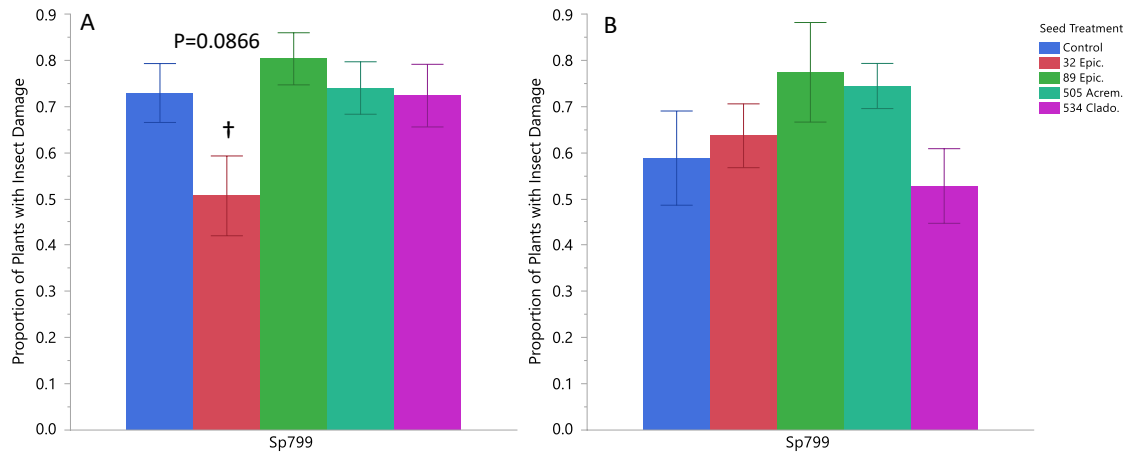 A
P=0.0866
†
Proportion of Plants with Insect Damage
0.9
0.8
0.7
0.6
0.5
0.4
0.3
0.2
0.1
0.0
Sp799
B
Proportion of Plants with Insect Damage
0.9
0.8
0.7
0.6
0.5
0.4
0.3
0.2
0.1
0.0
Sp799
Seed Treatment
Control
32 Epic.
89 Epic.
505 Acrem.
534 Clado.